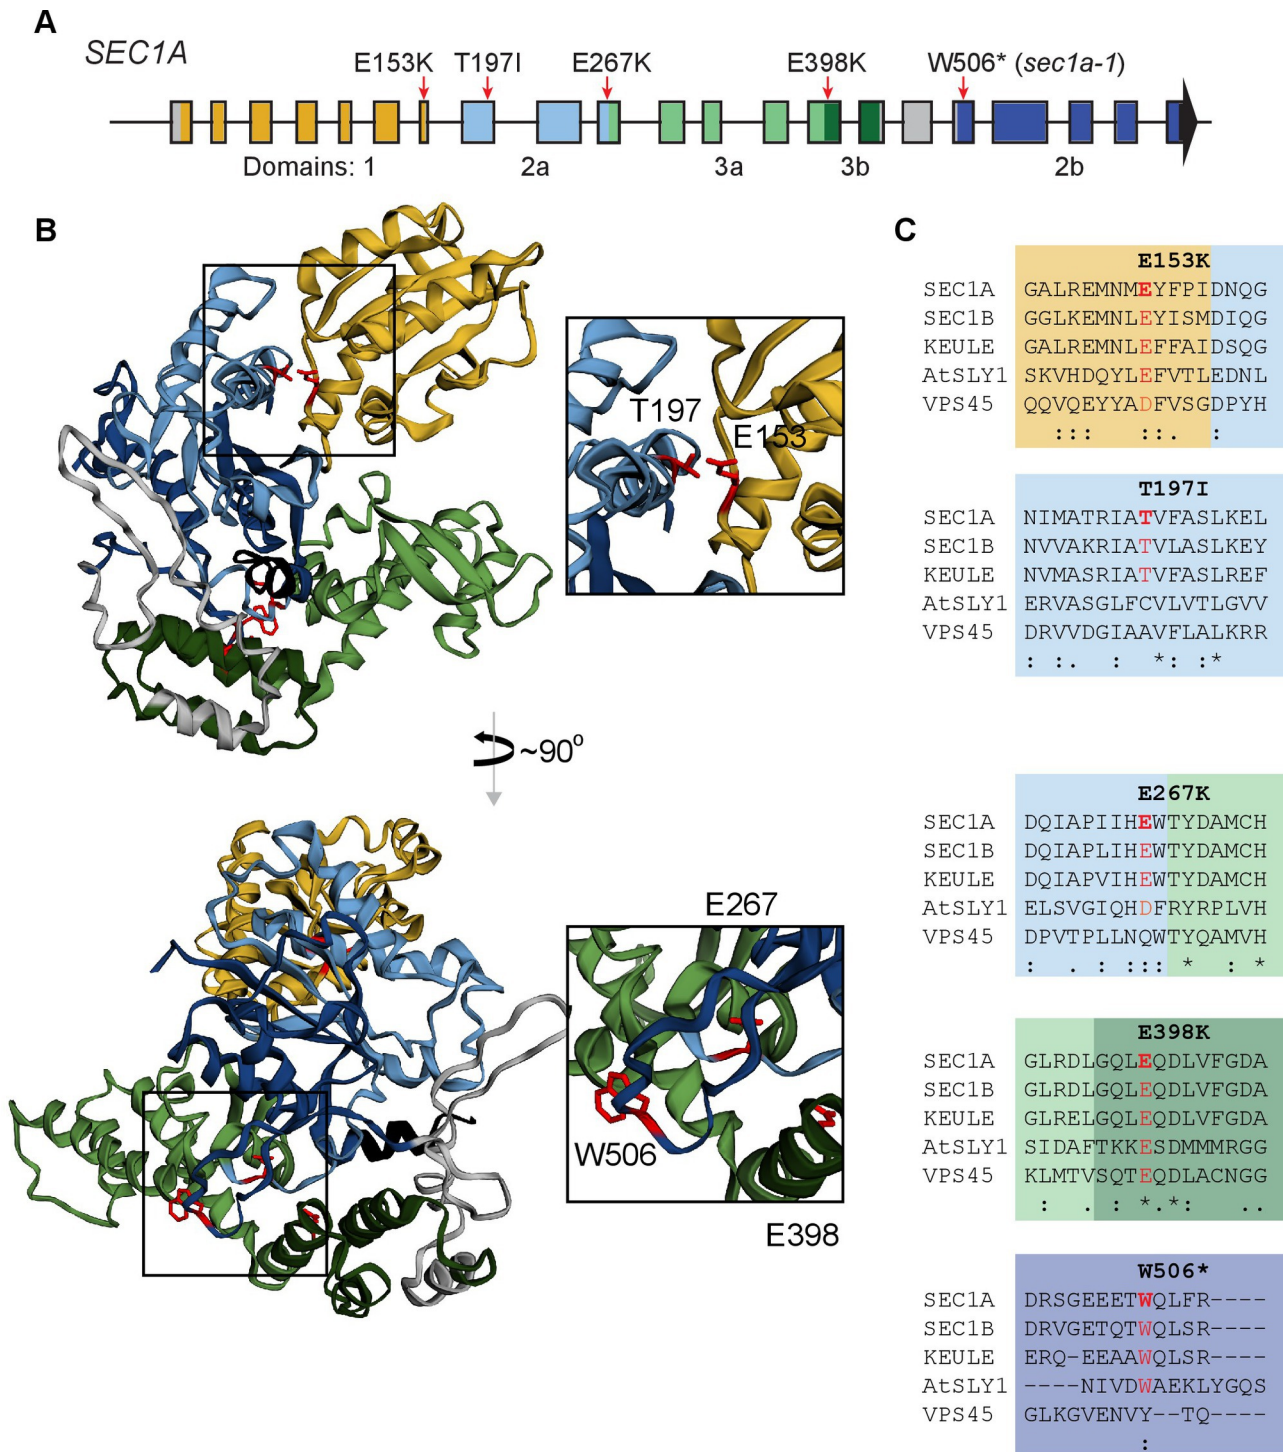 A
SEC1A
E153K T197I E267K E398K W506* (sec1a-1)
Domains: 1 2a 3a 3b 2b
B
T197
E153
~90º
E267
W506
E398
C
E153K
SEC1A GALREMNMEYFPIDNQG
SEC1B GGLKEMNLEYISMDIQG
KEULE GALREMNLEFFAIDSQG
AtSLY1 SKVHDQYLEFVTLEDNL
VPS45 QQVQEYYADFVSGDPYH
::: ::. :
T197I
SEC1A NIMATRIATVFASLKEL
SEC1B NVVAKRIATVLASLKEY
KEULE NVMASRIATVFASLREF
AtSLY1 ERVASGLFCVLVTLGVV
VPS45 DRVVDGIAAVFLALKRR
: :. : *: :*
E267K
SEC1A DQIAPIIHEWTYDAMCH
SEC1B DQIAPLIHEWTYDAMCH
KEULE DQIAPVIHEWTYDAMCH
AtSLY1 ELSVGIQHDFRYRPLVH
VPS45 DPVTPLLNQWTYQAMVH
: . : ::: * : *
E398K
SEC1A GLRDLGQLEQDLVFGDA
SEC1B GLRDLGQLEQDLVFGDA
KEULE GLRELGQLEQDLVFGDA
AtSLY1 SIDAFTKKESDMMMRGG
VPS45 KLMTVSQTEQDLACNGG
: . : *.*: ..
W506*
SEC1A DRSGEEETWQLFR----
SEC1B DRVGETQTWQLSR----
KEULE ERQ-EEAAWQLSR----
AtSLY1 ----NIVDWAEKLYGQS
VPS45 GLKGVENVYY--TQ----
: